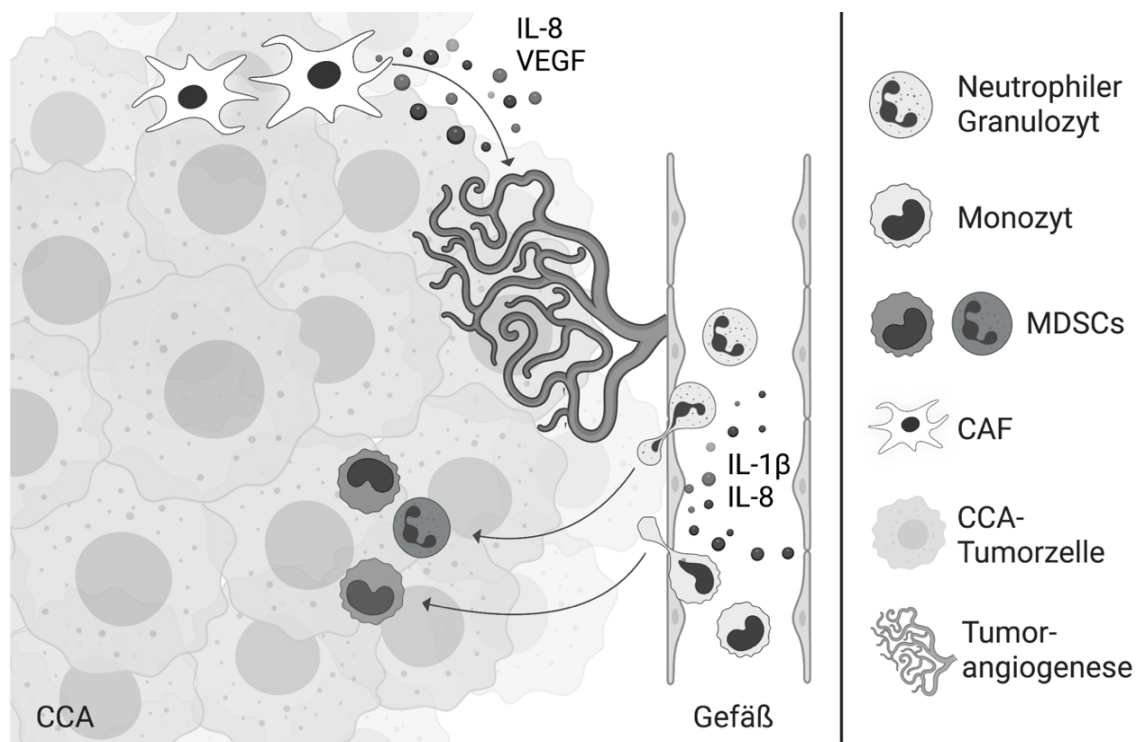 IL-8
VEGF
IL-1β
IL-8
CCA
Gefäß
Neutrophiler
Granulozyt
Monozyt
MDSCs
CAF
CCA-
Tumorzelle
Tumor-
angiogenese